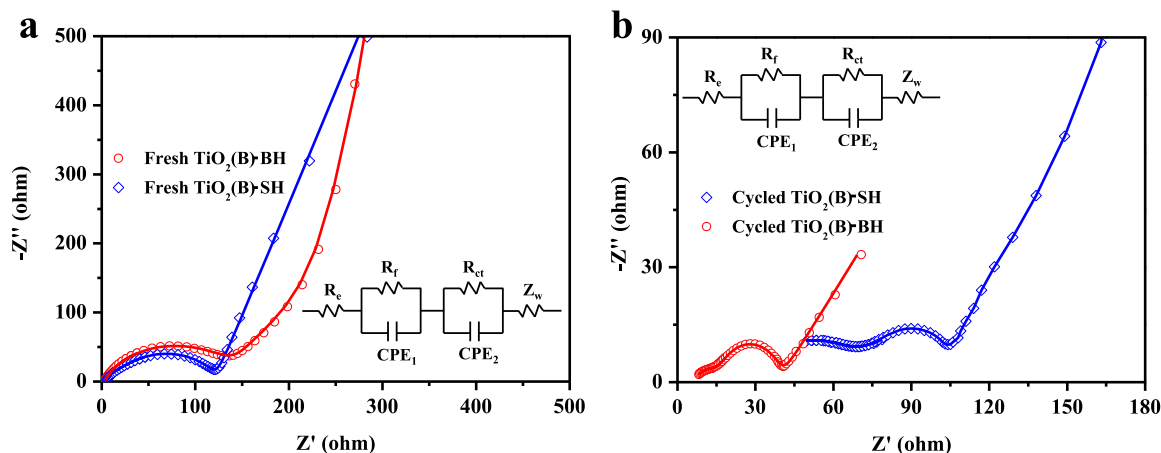 a
500
400
300
200
100
0
-Z'' (ohm)
Fresh TiO2(B)-BH
Fresh TiO2(B)-SH
Re
Rf
CPE1
Rct
CPE2
Zw
0
100
200
300
400
500
Z' (ohm)
b
90
60
30
0
-Z'' (ohm)
Re
Rf
CPE1
Rct
CPE2
Zw
Cycled TiO2(B)-SH
Cycled TiO2(B)-BH
0
30
60
90
120
150
180
Z' (ohm)